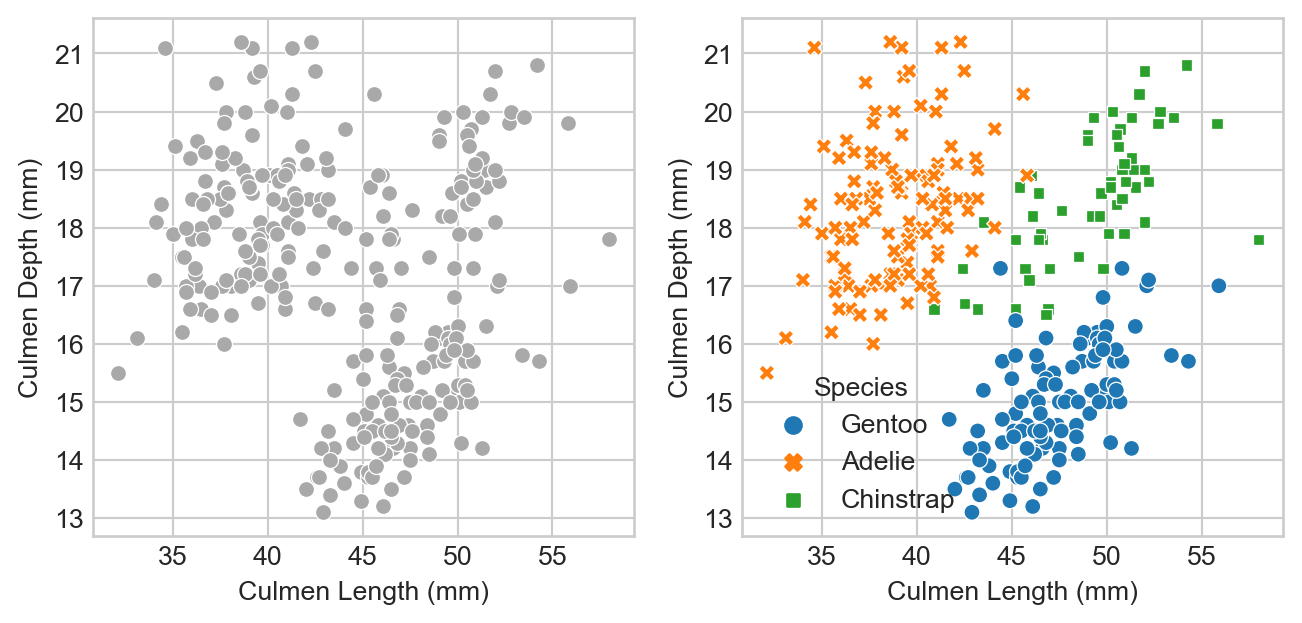 21
20
19
18
17
16
15
14
13
Culmen Depth (mm)
35 40 45 50 55
Culmen Length (mm)
21
20
19
18
17
16
15
14
13
Culmen Depth (mm)
Species
Gentoo
Adelie
Chinstrap
35 40 45 50 55
Culmen Length (mm)